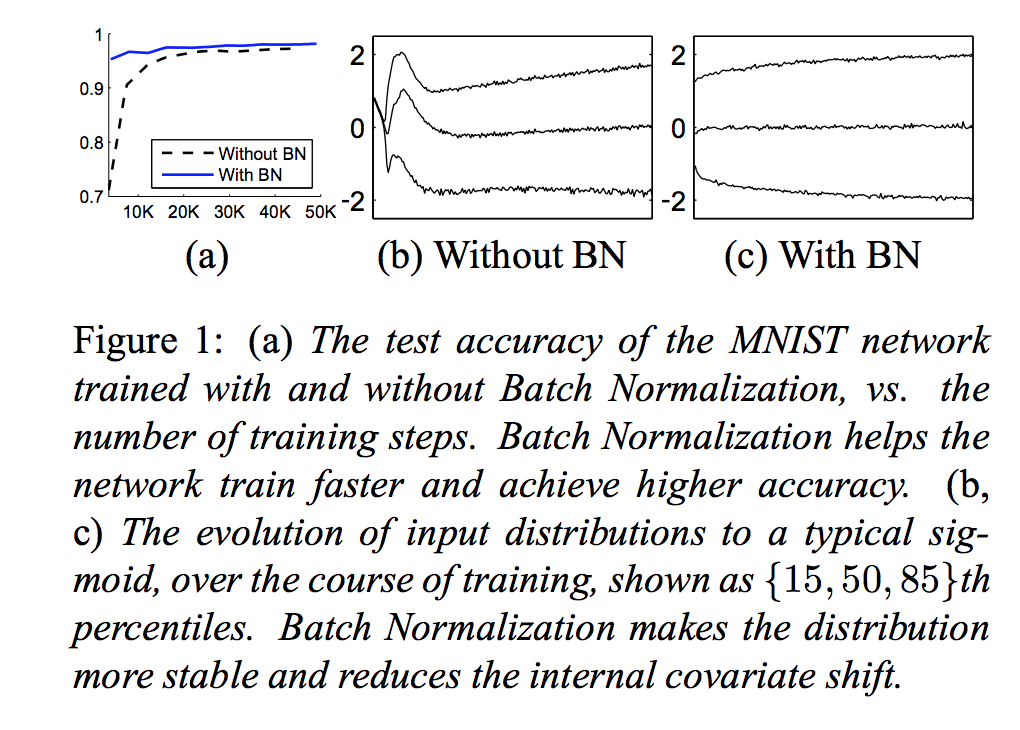 1
0.9
0.8
0.7
Without BN
With BN
10K 20K 30K 40K 50K
2
0
-2
2
0
-2
(a)
(b) Without BN
(c) With BN
Figure 1: (a) The test accuracy of the MNIST network
trained with and without Batch Normalization, vs. the
number of training steps. Batch Normalization helps the
network train faster and achieve higher accuracy. (b,
c) The evolution of input distributions to a typical sig-
moid, over the course of training, shown as {15, 50, 85}th
percentiles. Batch Normalization makes the distribution
more stable and reduces the internal covariate shift.